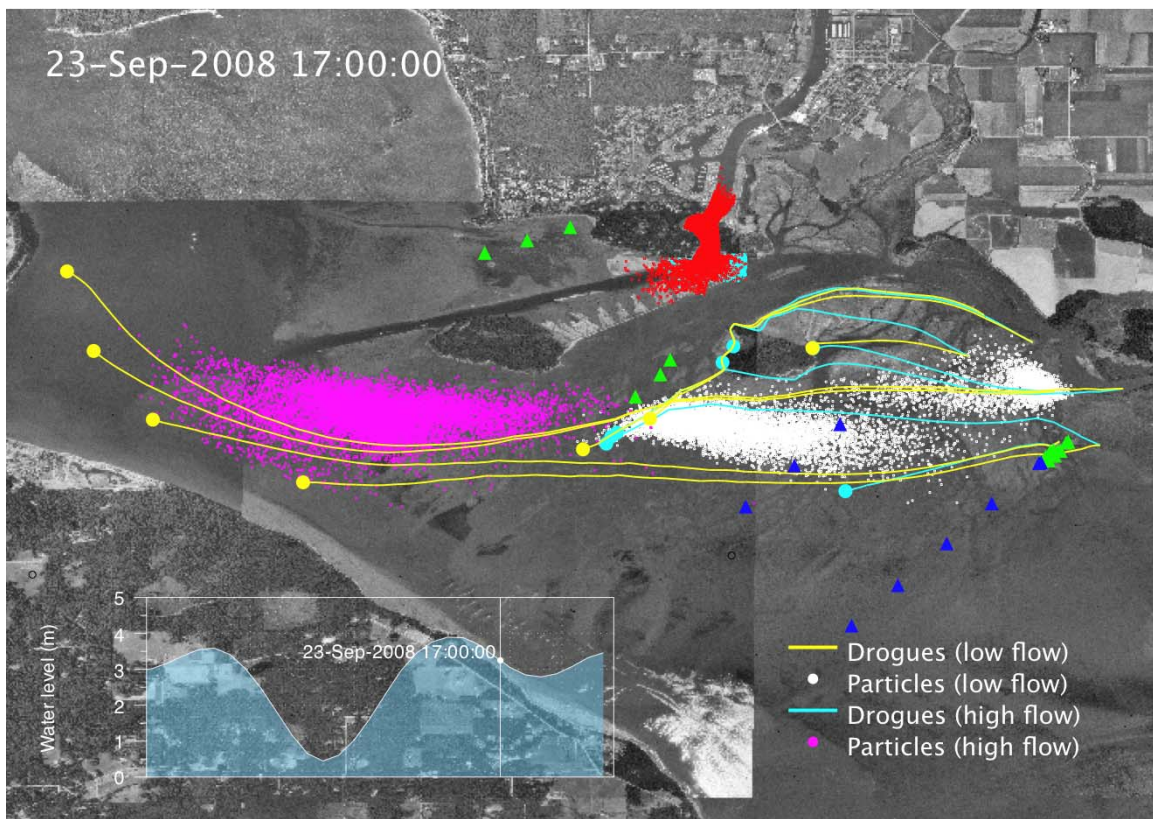 23-Sep-2008 17:00:00
5
4
23-Sep-2008 17:00:00
3
2
1
0
Water level (m)
Drogues (low flow)
Particles (low flow)
Drogues (high flow)
Particles (high flow)